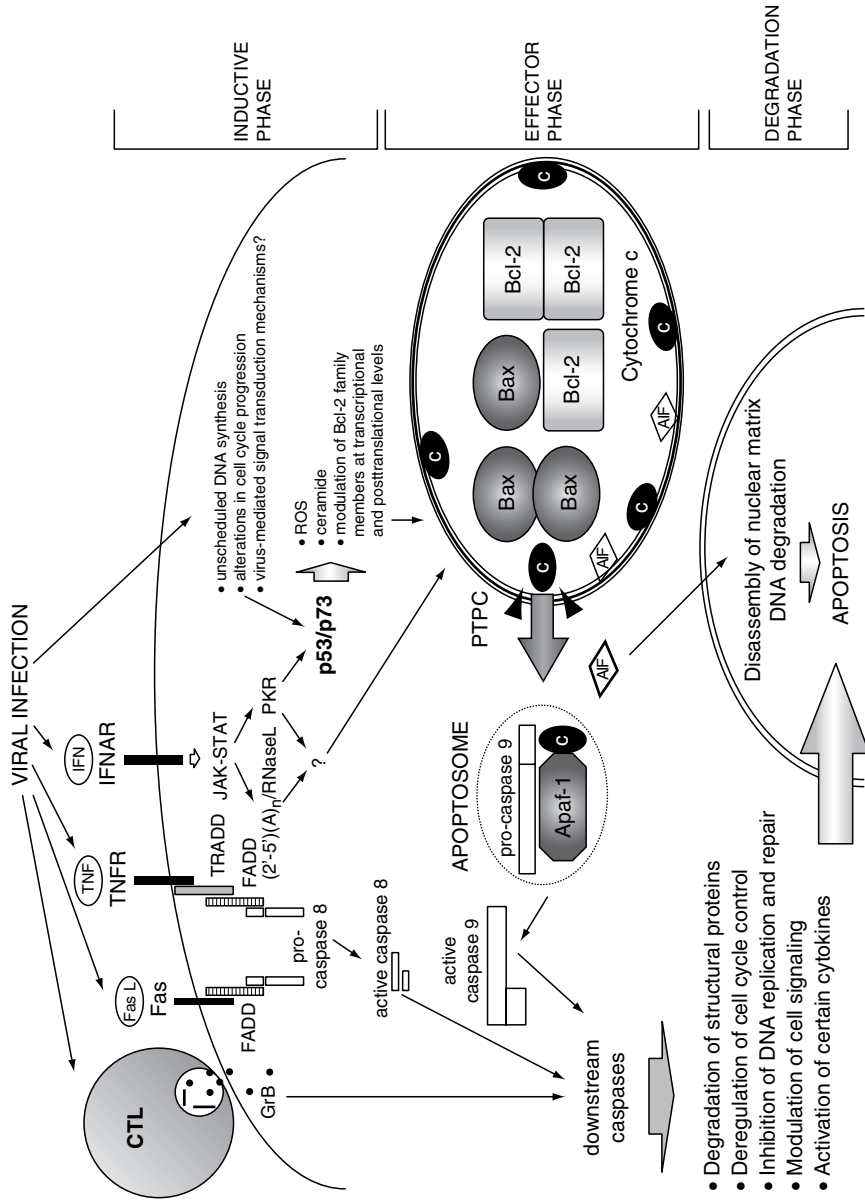 VIRAL INFECTION
CTL
Fas L
Fas
TNF
TNFR
IFN
IFNAR
GrB
FADD
pro-
caspase 8
TRADD
FADD
JAK-STAT
(2'-5')(A)n/RNaseL
PKR
?
p53/p73
• unscheduled DNA synthesis
• alterations in cell cycle progression
• virus-mediated signal transduction mechanisms?
• ROS
• ceramide
• modulation of Bcl-2 family
members at transcriptional
and posttranslational levels
INDUCTIVE
PHASE
active caspase 8
active
caspase 9
APOPTOSOME
pro-caspase 9
Apaf-1
c
PTPC
c
c
c
c
c
Bax
Bax
Bax
Bcl-2
Bcl-2
Bcl-2
Cytochrome c
AIF
AIF
AIF
EFFECTOR
PHASE
downstream
caspases
• Degradation of structural proteins
• Deregulation of cell cycle control
• Inhibition of DNA replication and repair
• Modulation of cell signaling
• Activation of certain cytokines
Disassembly of nuclear matrix
DNA degradation
APOPTOSIS
DEGRADATION
PHASE